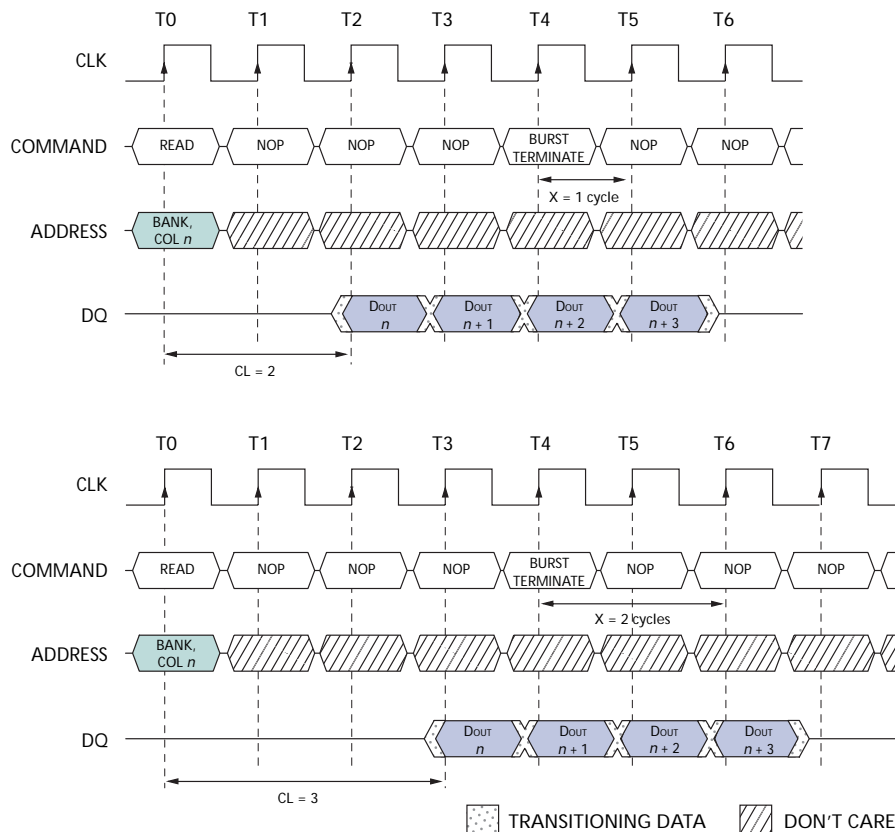 T0 T1 T2 T3 T4 T5 T6
CLK
COMMAND READ NOP NOP NOP BURST TERMINATE NOP NOP
X = 1 cycle
ADDRESS BANK, COL n
DQ DOUT n DOUT n + 1 DOUT n + 2 DOUT n + 3
CL = 2
T0 T1 T2 T3 T4 T5 T6 T7
CLK
COMMAND READ NOP NOP NOP BURST TERMINATE NOP NOP NOP
X = 2 cycles
ADDRESS BANK, COL n
DQ DOUT n DOUT n + 1 DOUT n + 2 DOUT n + 3
CL = 3
TRANSITIONING DATA DON'T CARE